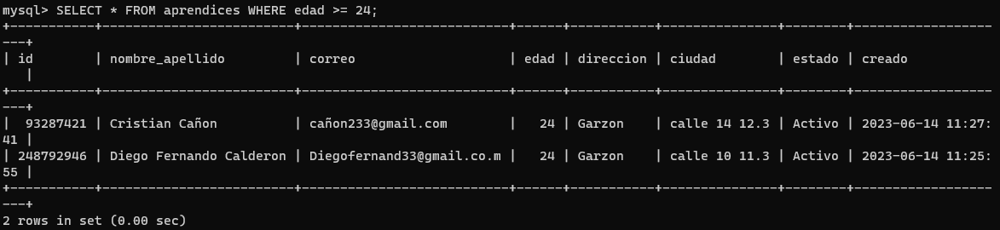 mysql> SELECT * FROM aprendices WHERE edad >= 24;
+-----------+-------------------------+---------------------------+------+-----------+---------------+--------+------------------
---+
| id        | nombre_apellido         | correo                    | edad | direccion | ciudad        | estado | creado
   |
+-----------+-------------------------+---------------------------+------+-----------+---------------+--------+------------------
---+
|  93287421 | Cristian Cañon          | cañon233@gmail.com        |   24 | Garzon    | calle 14 12.3 | Activo | 2023-06-14 11:27:
41 |
| 248792946 | Diego Fernando Calderon | Diegofernand33@gmail.co.m |   24 | Garzon    | calle 10 11.3 | Activo | 2023-06-14 11:25:
55 |
+-----------+-------------------------+---------------------------+------+-----------+---------------+--------+------------------
---+
2 rows in set (0.00 sec)